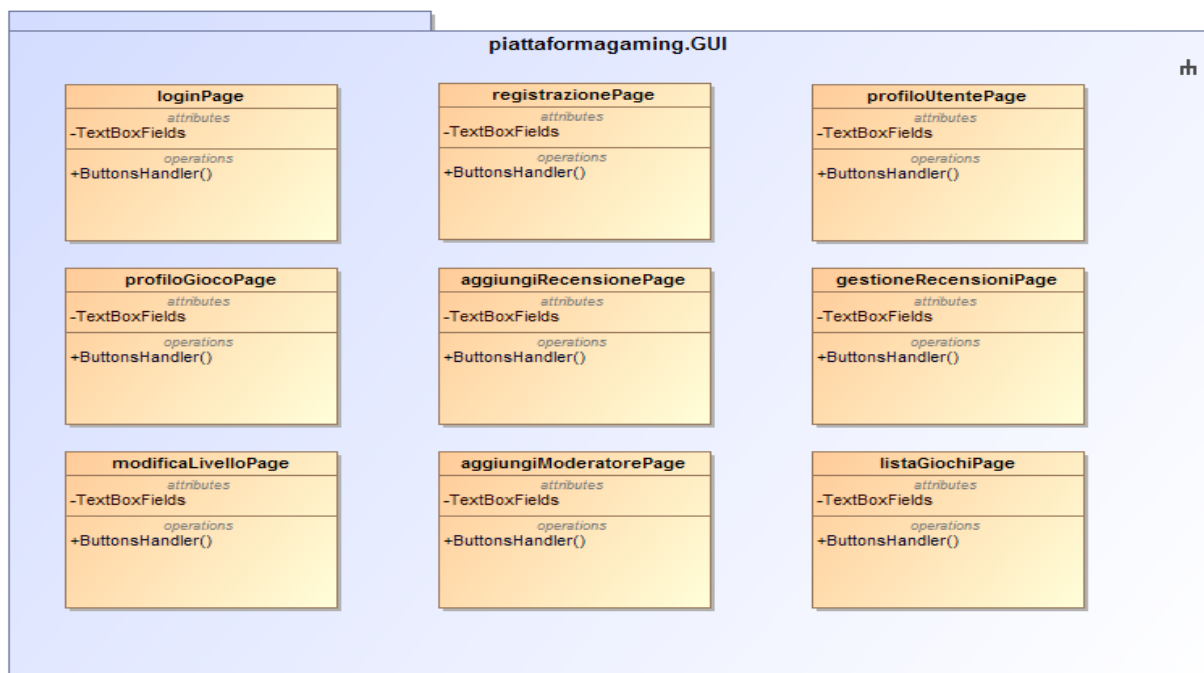 piattaformagaming.GUI
loginPage
attributes
-TextBoxFields
operations
+ButtonsHandler()
registrazionePage
attributes
-TextBoxFields
operations
+ButtonsHandler()
profiloUtentePage
attributes
-TextBoxFields
operations
+ButtonsHandler()
profiloGiocoPage
attributes
-TextBoxFields
operations
+ButtonsHandler()
aggiungiRecensionePage
attributes
-TextBoxFields
operations
+ButtonsHandler()
gestioneRecensioniPage
attributes
-TextBoxFields
operations
+ButtonsHandler()
modificaLivelloPage
attributes
-TextBoxFields
operations
+ButtonsHandler()
aggiungiModeratorePage
attributes
-TextBoxFields
operations
+ButtonsHandler()
listaGiochiPage
attributes
-TextBoxFields
operations
+ButtonsHandler()